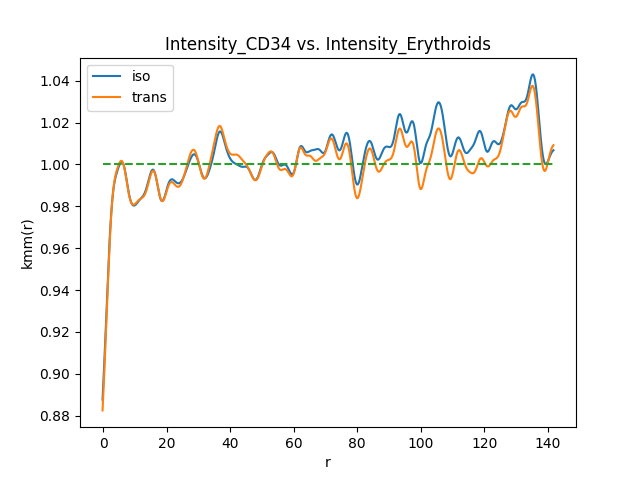 Intensity_CD34 vs. Intensity_Erythroids
iso
trans
1.04
1.02
1.00
0.98
0.96
0.94
0.92
0.90
0.88
kmm(r)
0 20 40 60 80 100 120 140
r